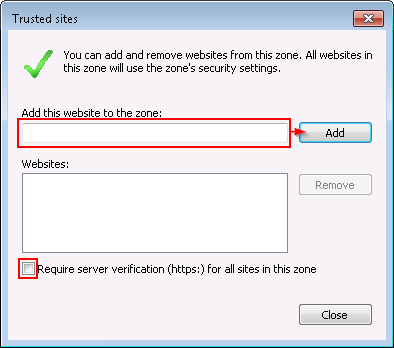 Trusted sites
You can add and remove websites from this zone. All websites in
this zone will use the zone's security settings.
Add this website to the zone:
Add
Websites:
Remove
Require server verification (https:) for all sites in this zone
Close